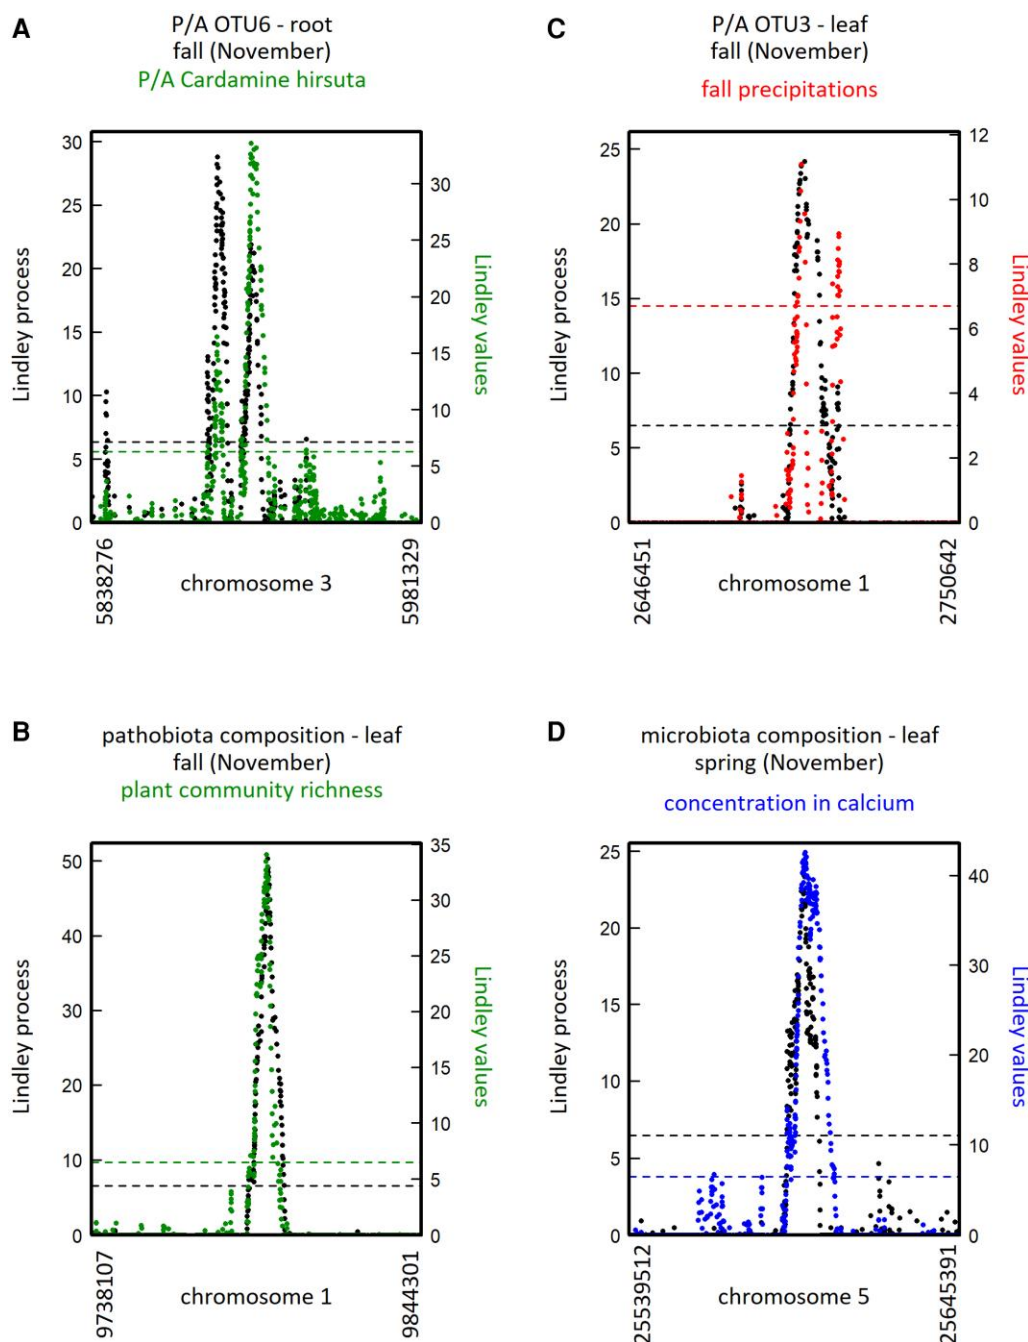 A
P/A OTU6 - root
fall (November)
P/A Cardamine hirsuta
Lindley process
30
25
20
15
10
5
0
30
25
20
15
10
5
0
Lindley values
5838276
chromosome 3
5981329
C
P/A OTU3 - leaf
fall (November)
fall precipitations
Lindley process
25
20
15
10
5
0
12
10
8
6
4
2
0
Lindley values
2646451
chromosome 1
2750642
B
pathobiota composition - leaf
fall (November)
plant community richness
Lindley process
50
40
30
20
10
0
35
30
25
20
15
10
5
0
Lindley values
9738107
chromosome 1
9844301
D
microbiota composition - leaf
spring (November)
concentration in calcium
Lindley process
25
20
15
10
5
0
40
30
20
10
0
Lindley values
25539512
chromosome 5
25645391